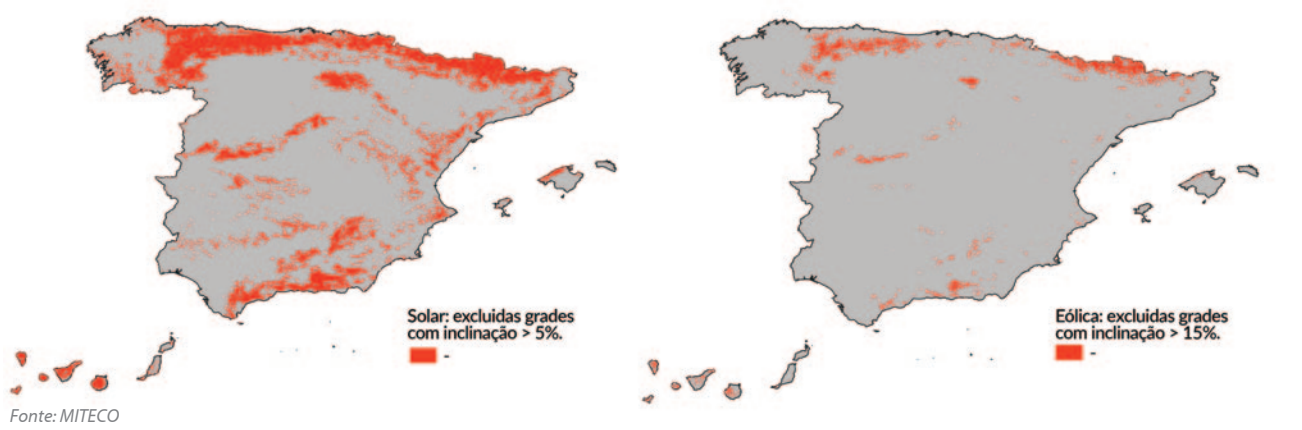 Solar: excluidas grades
com inclinação > 5%.
-
Eólica: excluidas grades
com inclinação > 15%.
-
Fonte: MITECO